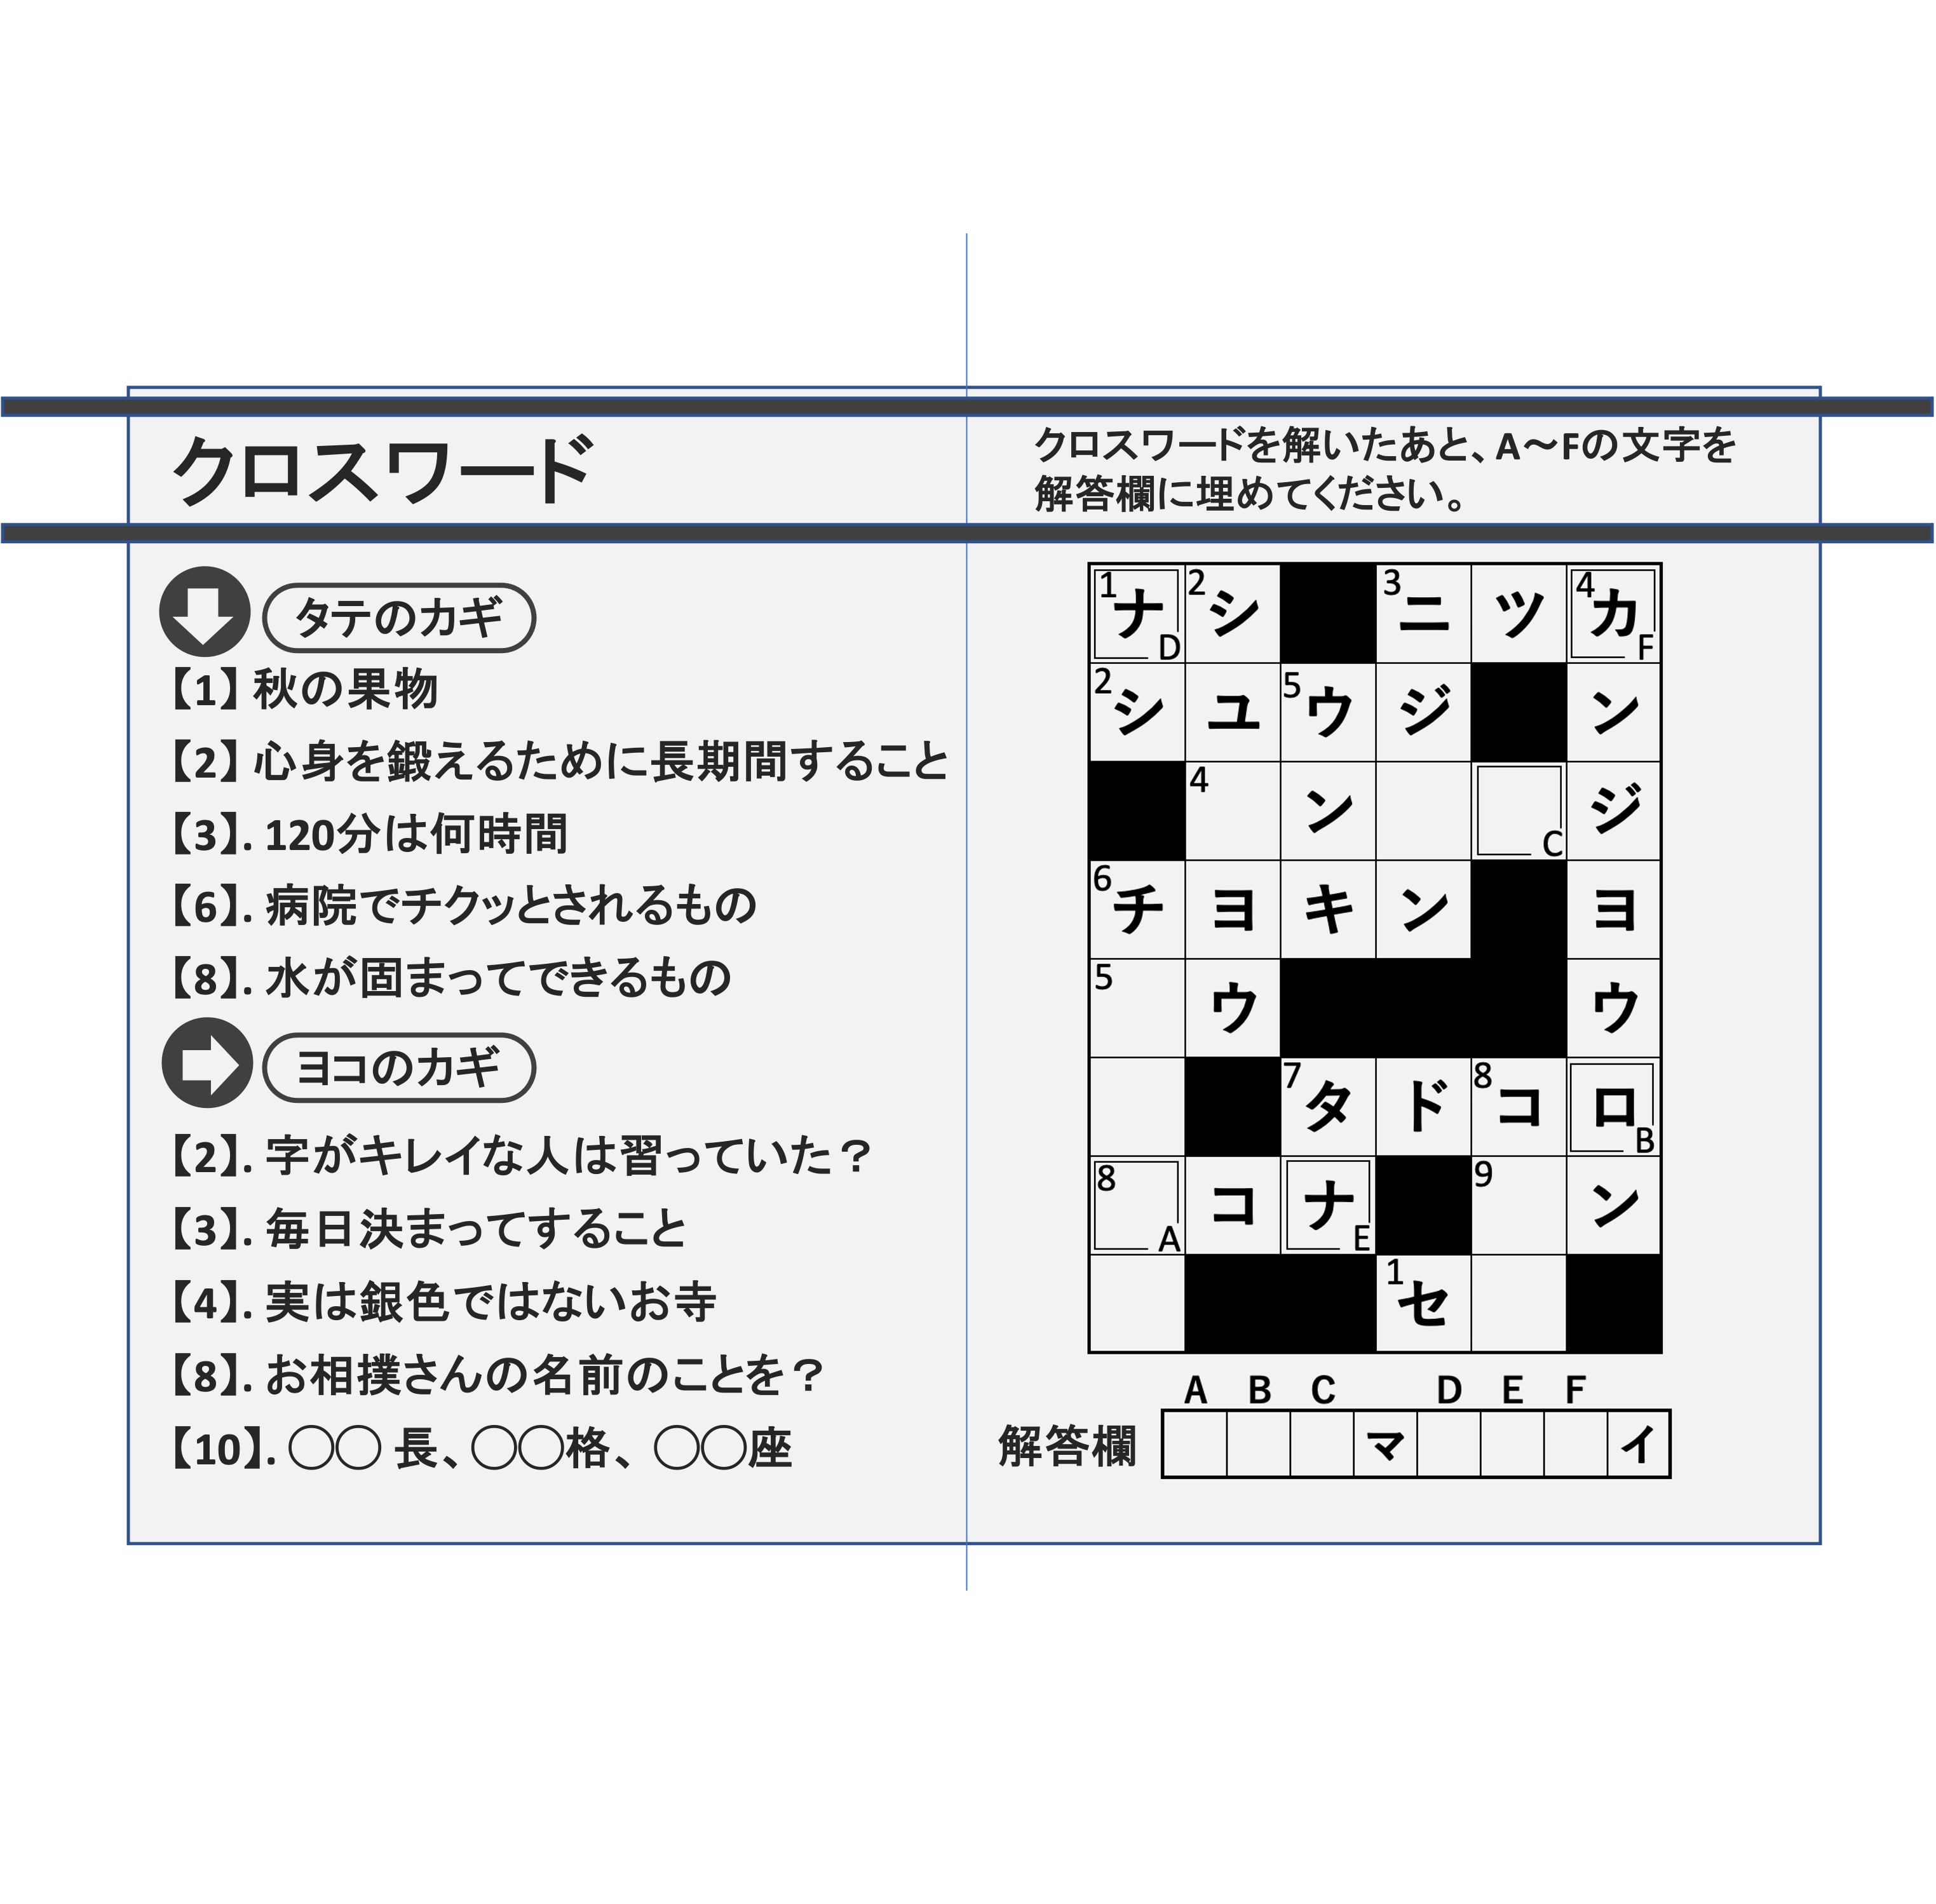 クロスワード
クロスワードを解いたあと、A～Fの文字を
解答欄に埋めてください。
タテのカギ
【1】秋の果物
【2】心身を鍛えるために長期間すること
【3】. 120分は何時間
【6】. 病院でチクッとされるもの
【8】. 水が固まってできるもの
ヨコのカギ
【2】. 字がキレイな人は習っていた？
【3】. 毎日決まってすること
【4】. 実は銀色ではないお寺
【8】. お相撲さんの名前のことを？
【10】. 〇〇 長、〇〇格、〇〇座
1 ナ D 2 シ 3 ニ ツ 4 カ F
2 シ ユ 5 ウ ジ ン
4 ン C ジ
6 チ ヨ キ ン ヨ
5 ウ ウ
7 タ ド 8 コ ロ B
8 A コ ナ E 9 ン
1 セ
A B C D E F
解答欄 マ イ